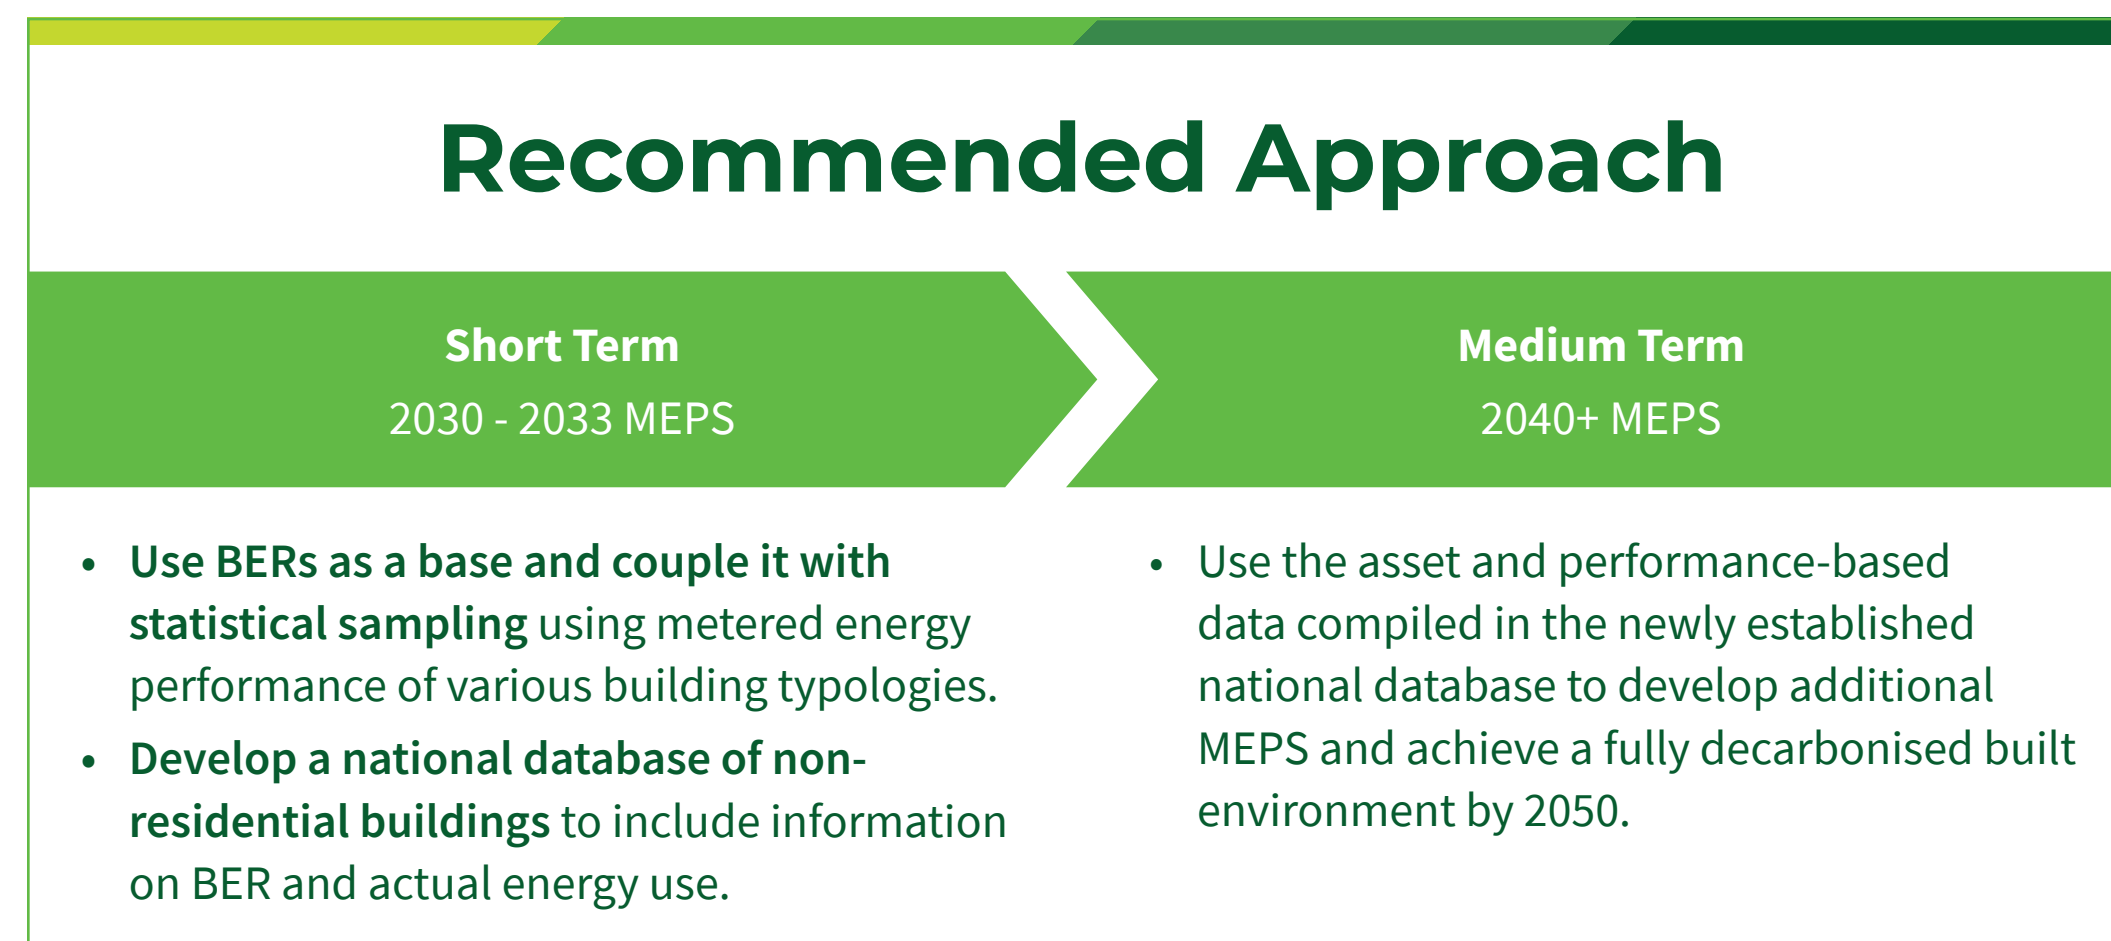 Recommended Approach
Short Term
2030 - 2033 MEPS
• Use BERs as a base and couple it with
statistical sampling using metered energy
performance of various building typologies.
• Develop a national database of non-
residential buildings to include information
on BER and actual energy use.
Medium Term
2040+ MEPS
• Use the asset and performance-based
data compiled in the newly established
national database to develop additional
MEPS and achieve a fully decarbonised built
environment by 2050.